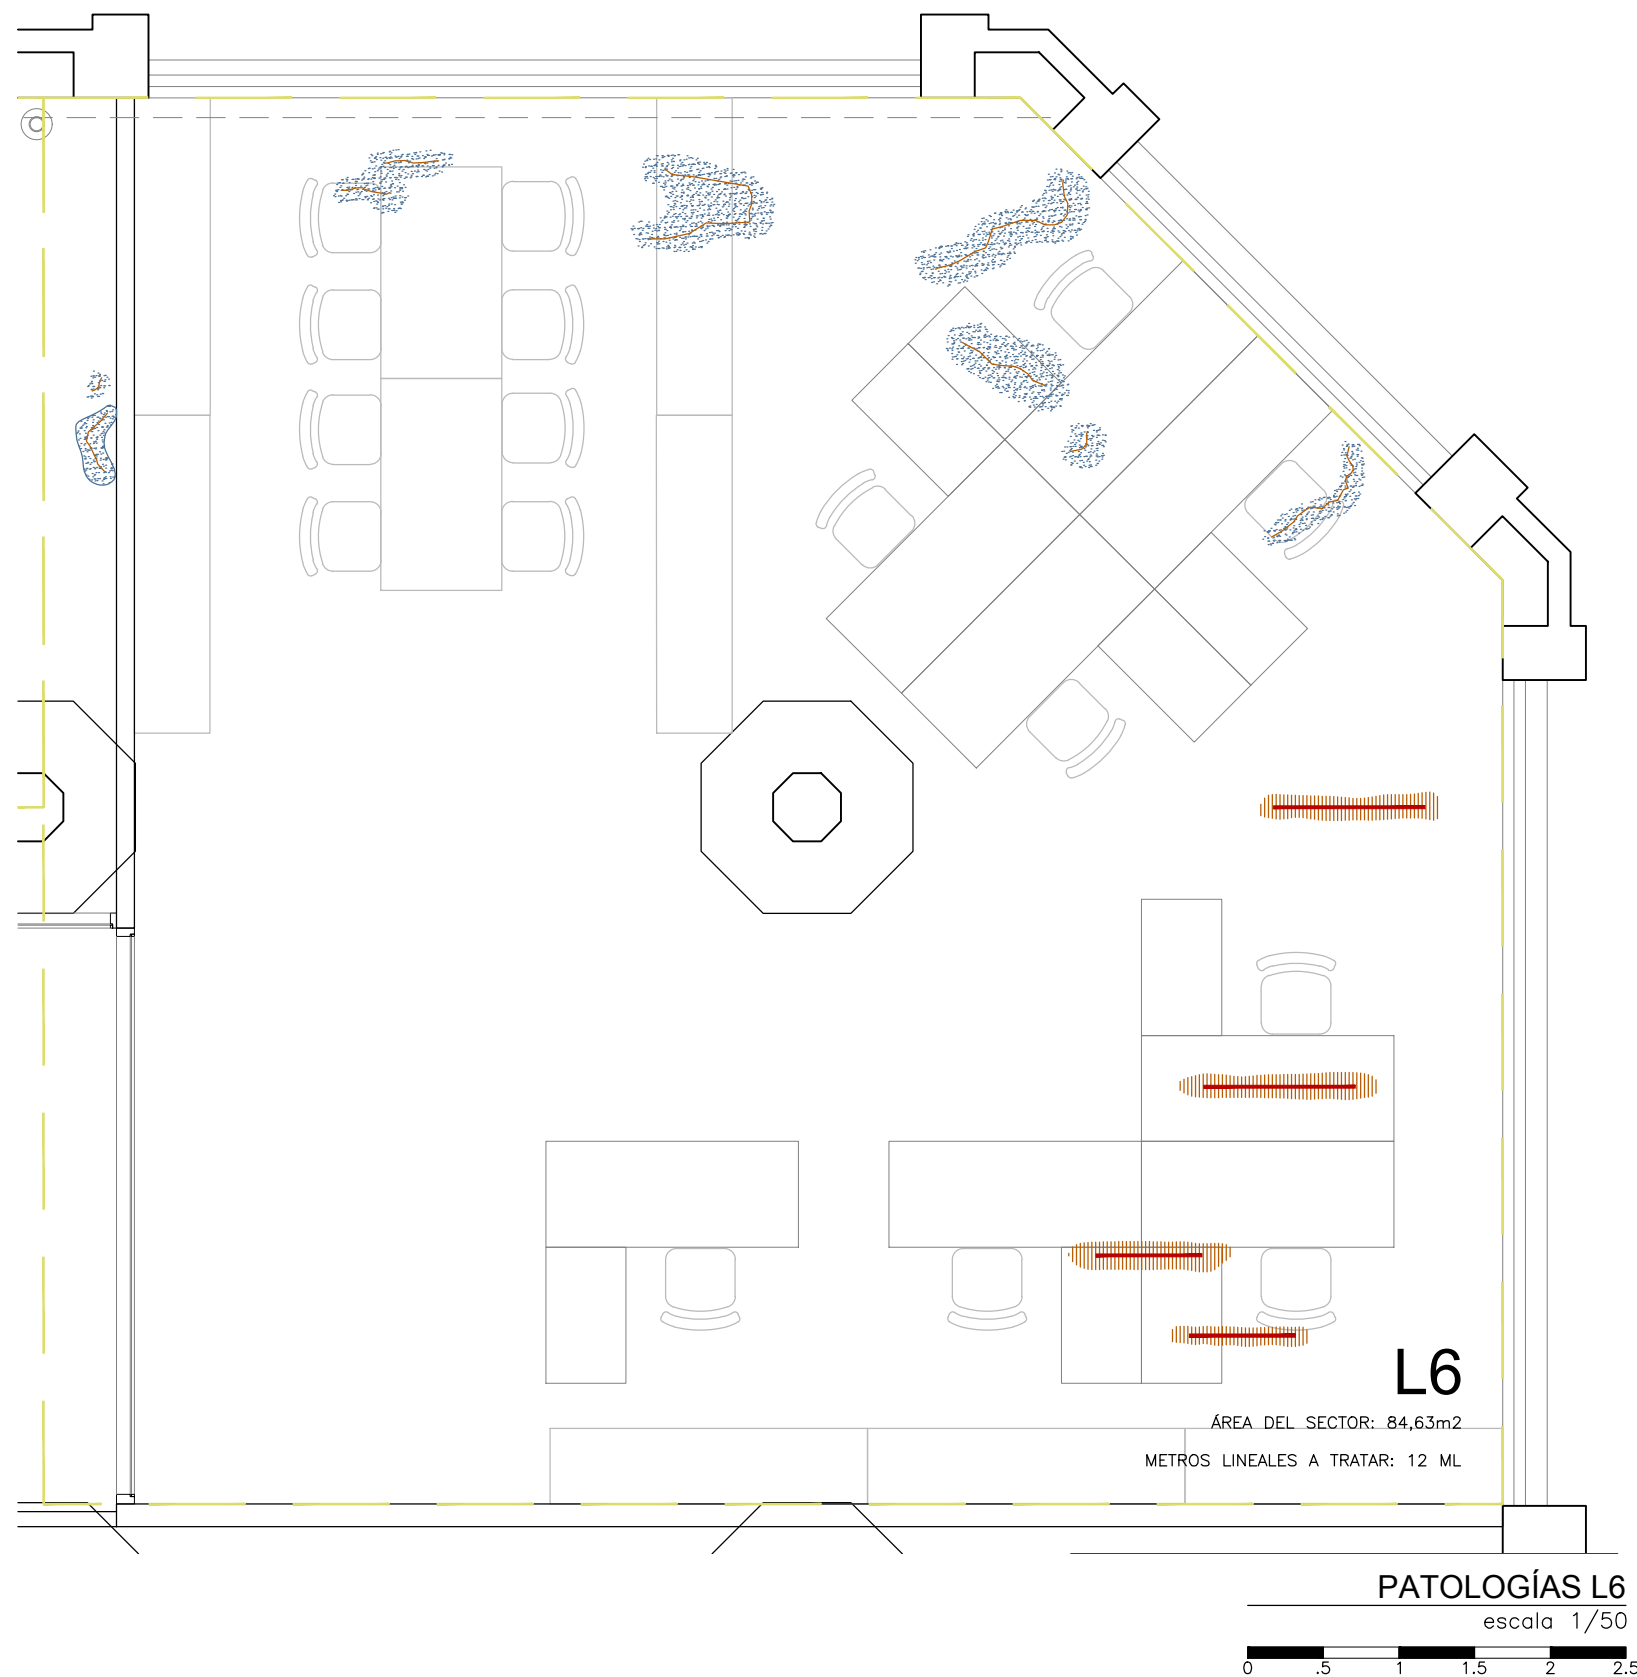 L6
ÁREA DEL SECTOR: 84,63m2
METROS LINEALES A TRATAR: 12 ML
PATOLOGÍAS L6
escala 1/50
0 .5 1 1.5 2 2.5